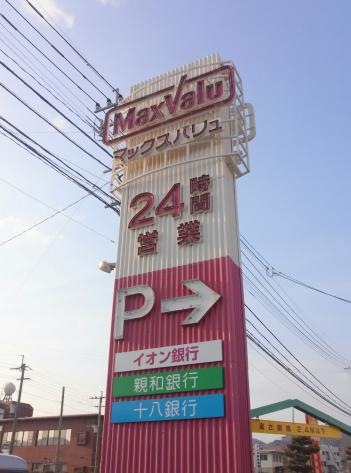 MaxValu
マックスバリュ
24時間
営業
P
イオン銀行
親和銀行
十八銀行